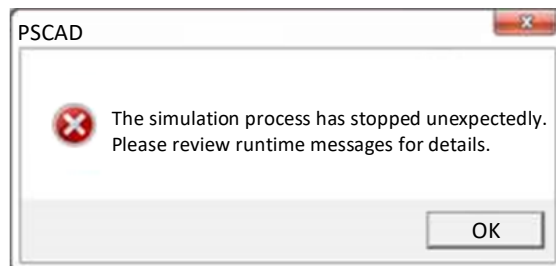 PSCAD
The simulation process has stopped unexpectedly.
Please review runtime messages for details.
OK